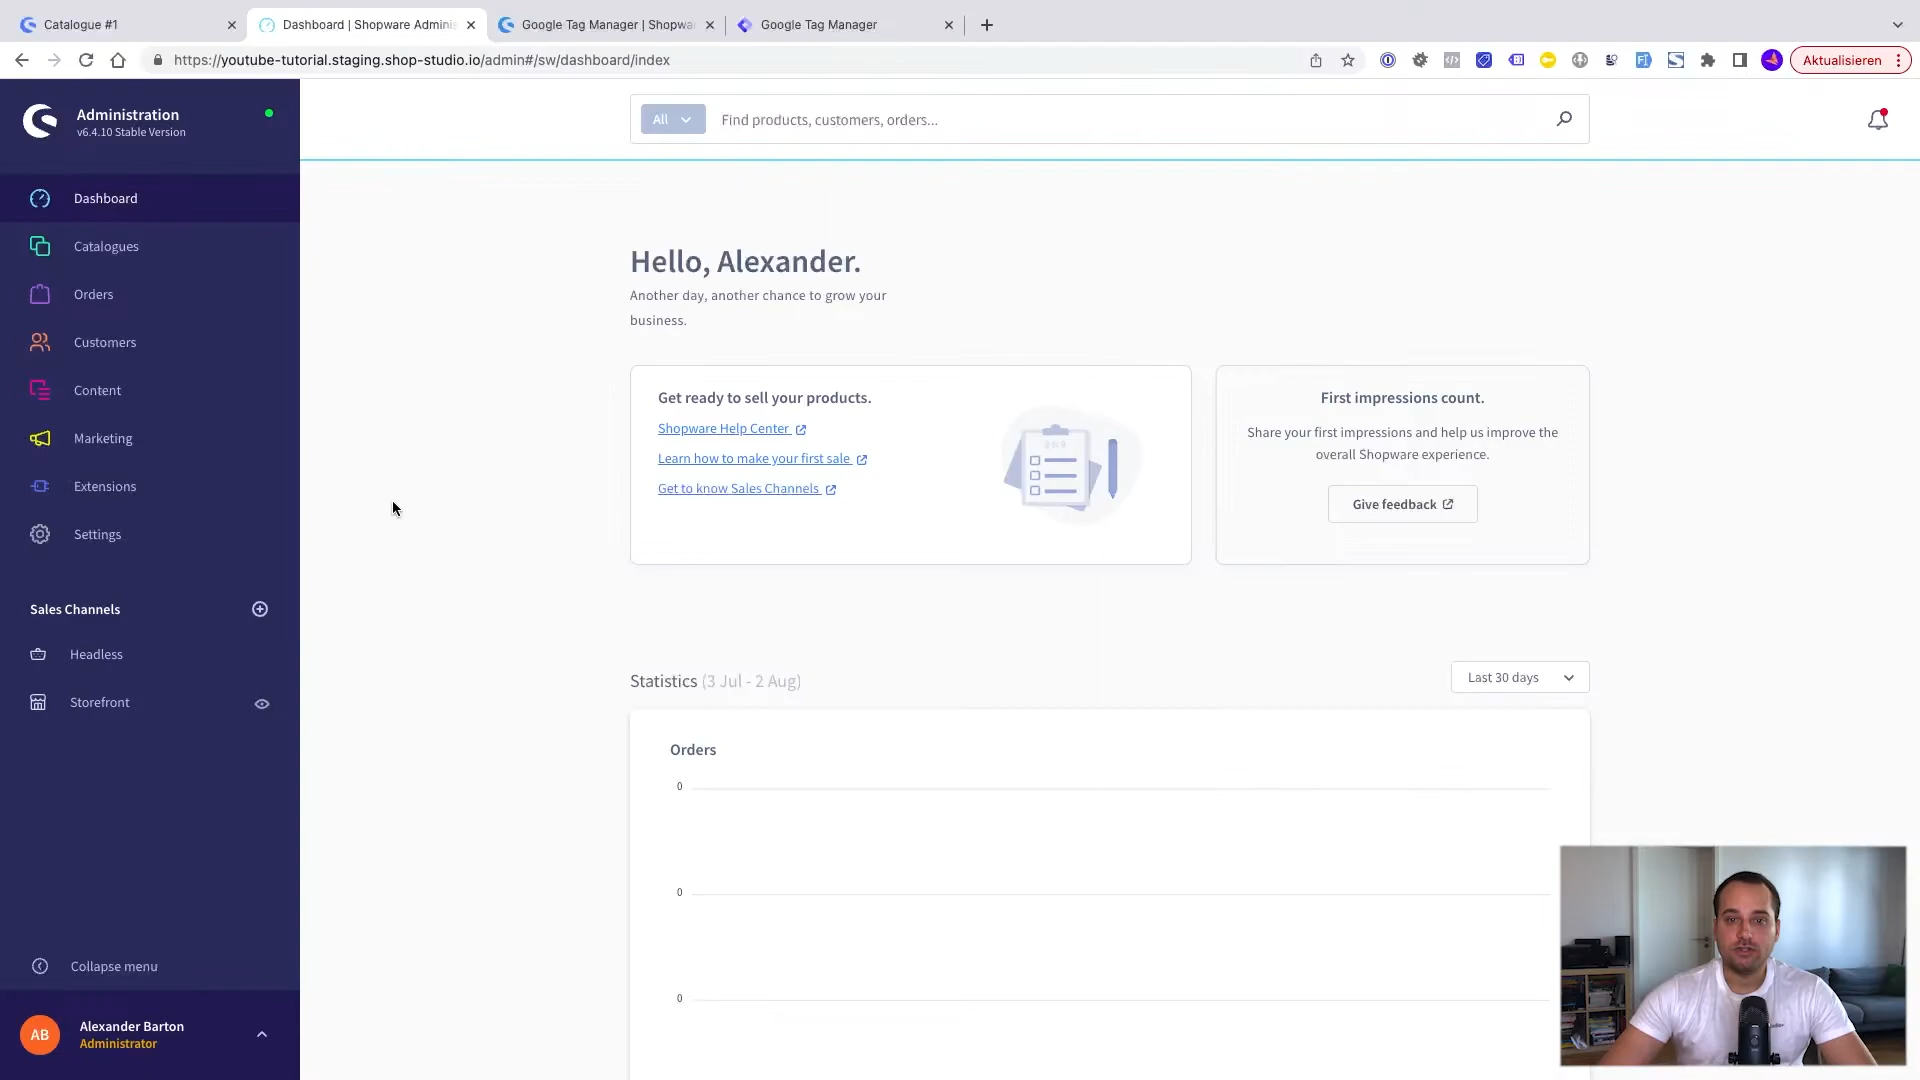 Catalogue #1
Dashboard | Shopware Adminis
Google Tag Manager | Shopwa
Google Tag Manager
https://youtube-tutorial.staging.shop-studio.io/admin#/sw/dashboard/index
Aktualisieren
Administration
v6.4.10 Stable Version
All
Find products, customers, orders...
Dashboard
Catalogues
Orders
Customers
Content
Marketing
Extensions
Settings
Sales Channels
Headless
Storefront
Collapse menu
AB
Alexander Barton
Administrator
Hello, Alexander.
Another day, another chance to grow your
business.
Get ready to sell your products.
Shopware Help Center
Learn how to make your first sale
Get to know Sales Channels
First impressions count.
Share your first impressions and help us improve the
overall Shopware experience.
Give feedback
Statistics (3 Jul - 2 Aug)
Last 30 days
Orders
0
0
0